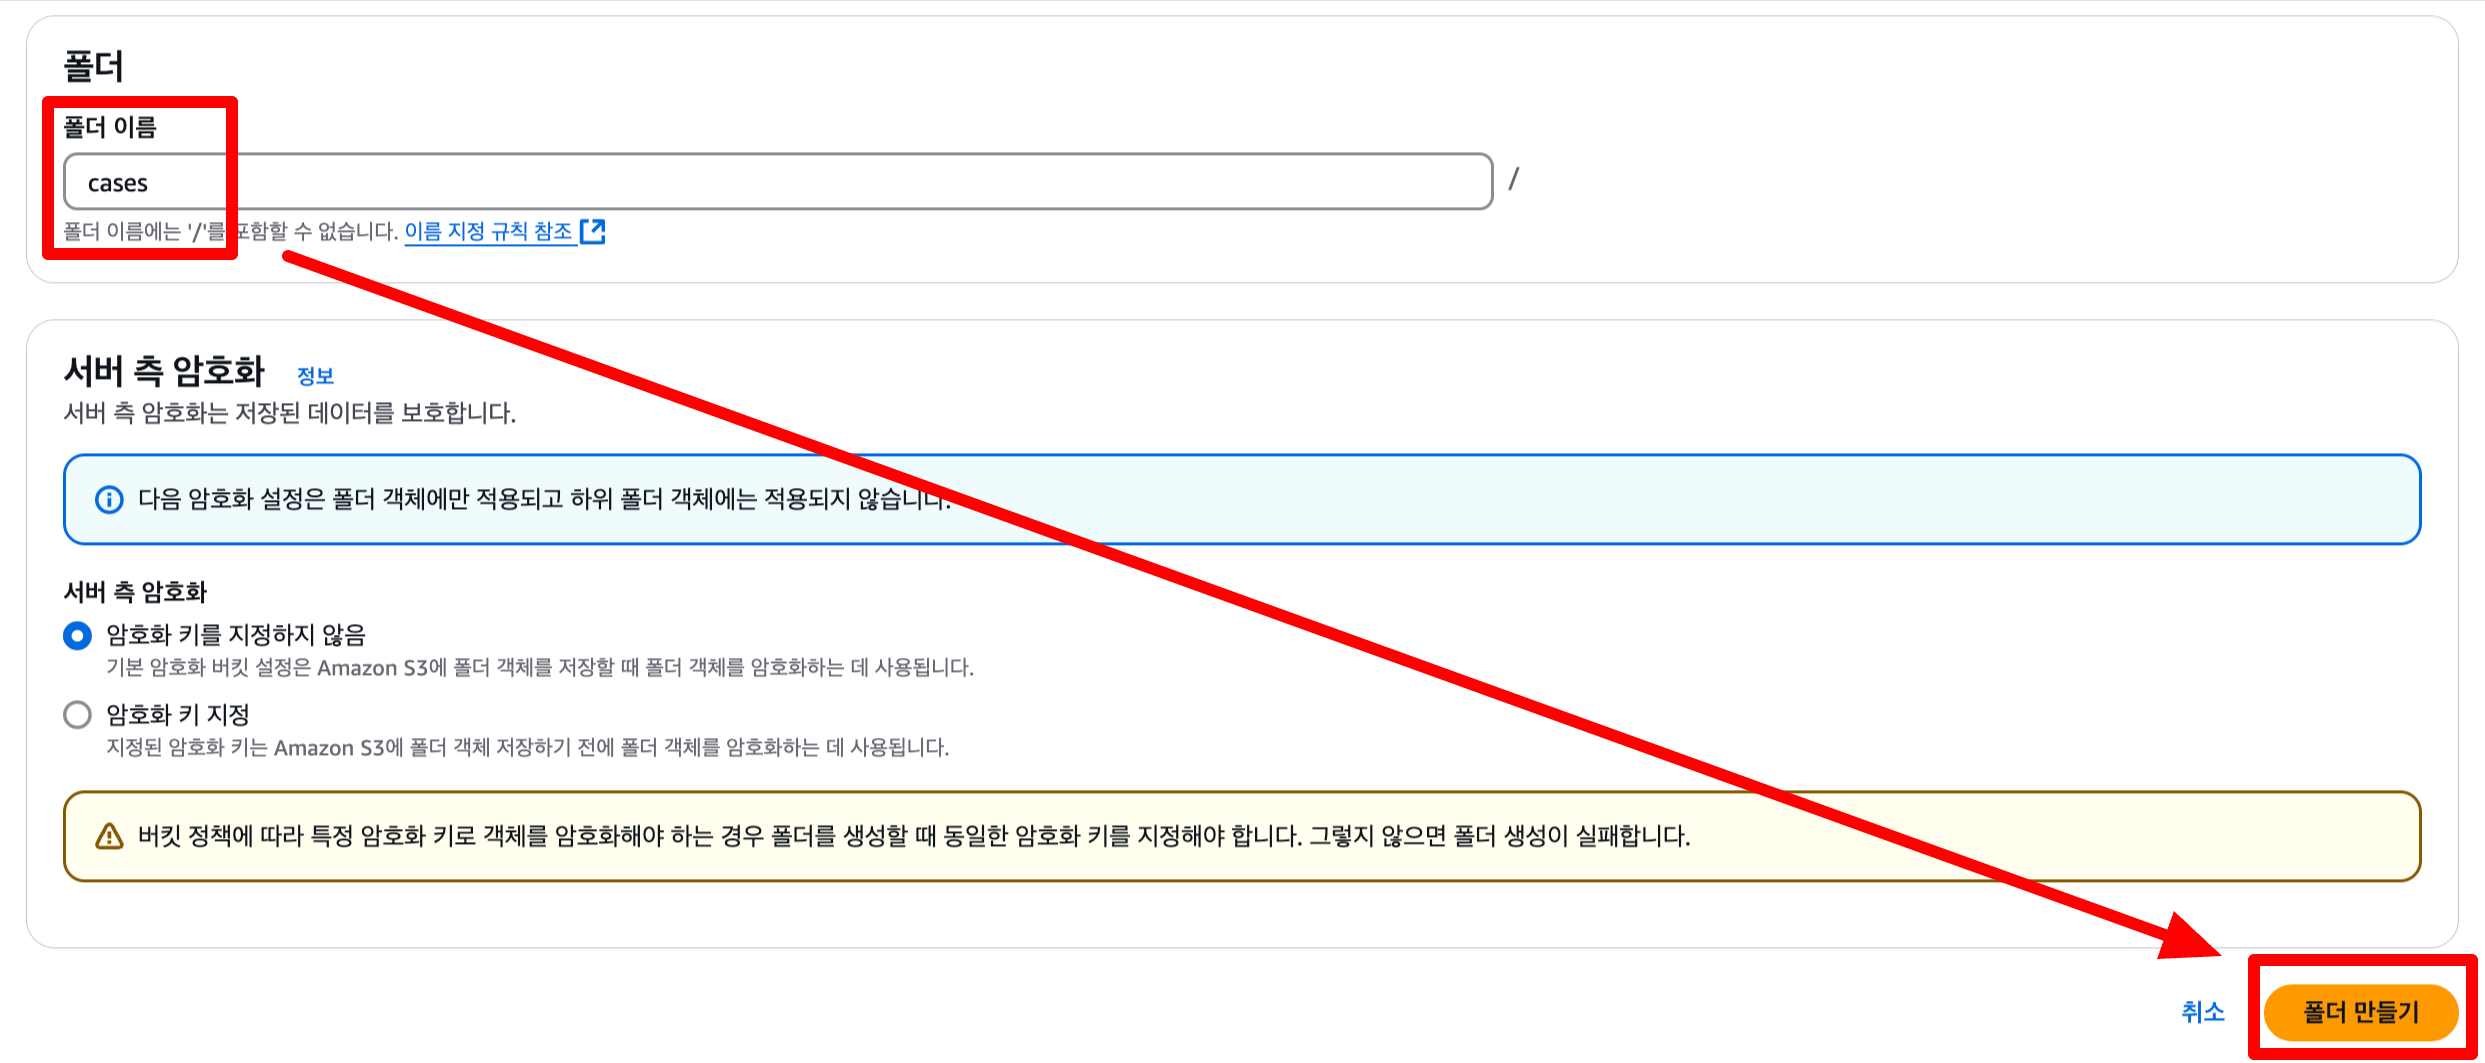 폴더
폴더 이름
cases
/
폴더 이름에는 '/'를 포함할 수 없습니다. 이름 지정 규칙 참조
서버 측 암호화 정보
서버 측 암호화는 저장된 데이터를 보호합니다.
다음 암호화 설정은 폴더 객체에만 적용되고 하위 폴더 객체에는 적용되지 않습니다.
서버 측 암호화
암호화 키를 지정하지 않음
기본 암호화 버킷 설정은 Amazon S3에 폴더 객체를 저장할 때 폴더 객체를 암호화하는 데 사용됩니다.
암호화 키 지정
지정된 암호화 키는 Amazon S3에 폴더 객체 저장하기 전에 폴더 객체를 암호화하는 데 사용됩니다.
버킷 정책에 따라 특정 암호화 키로 객체를 암호화해야 하는 경우 폴더를 생성할 때 동일한 암호화 키를 지정해야 합니다. 그렇지 않으면 폴더 생성이 실패합니다.
취소
폴더 만들기